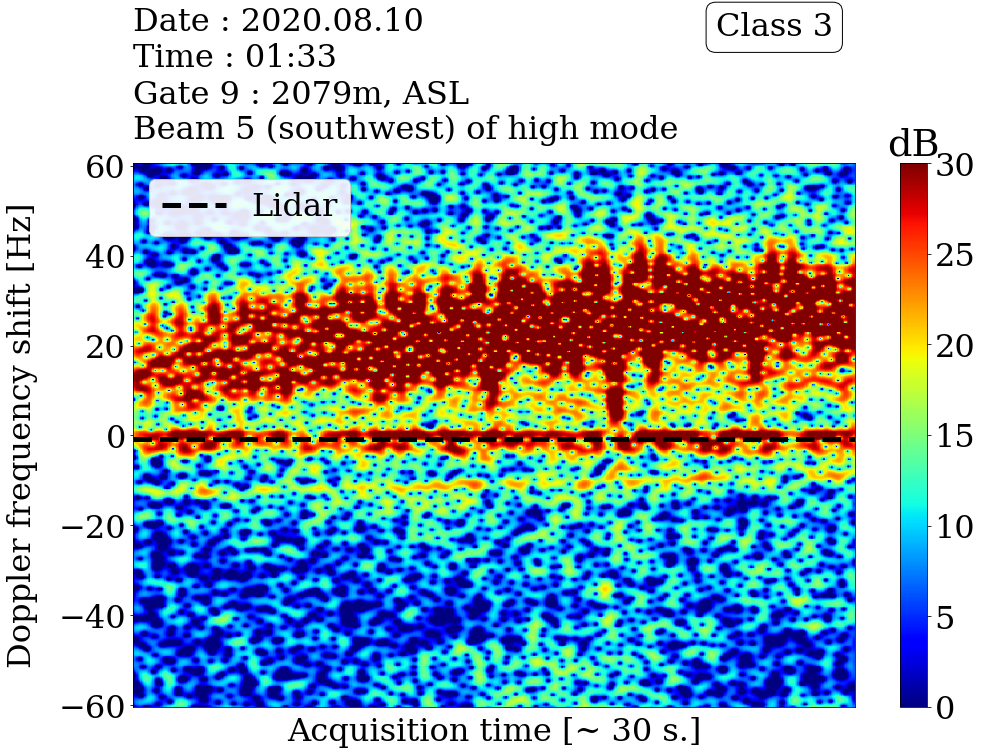 Date : 2020.08.10
Time : 01:33
Gate 9 : 2079m, ASL
Beam 5 (southwest) of high mode
Class 3
dB
60
40
20
0
−20
−40
−60
Doppler frequency shift [Hz]
Lidar
30
25
20
15
10
5
0
Acquisition time [~ 30 s.]